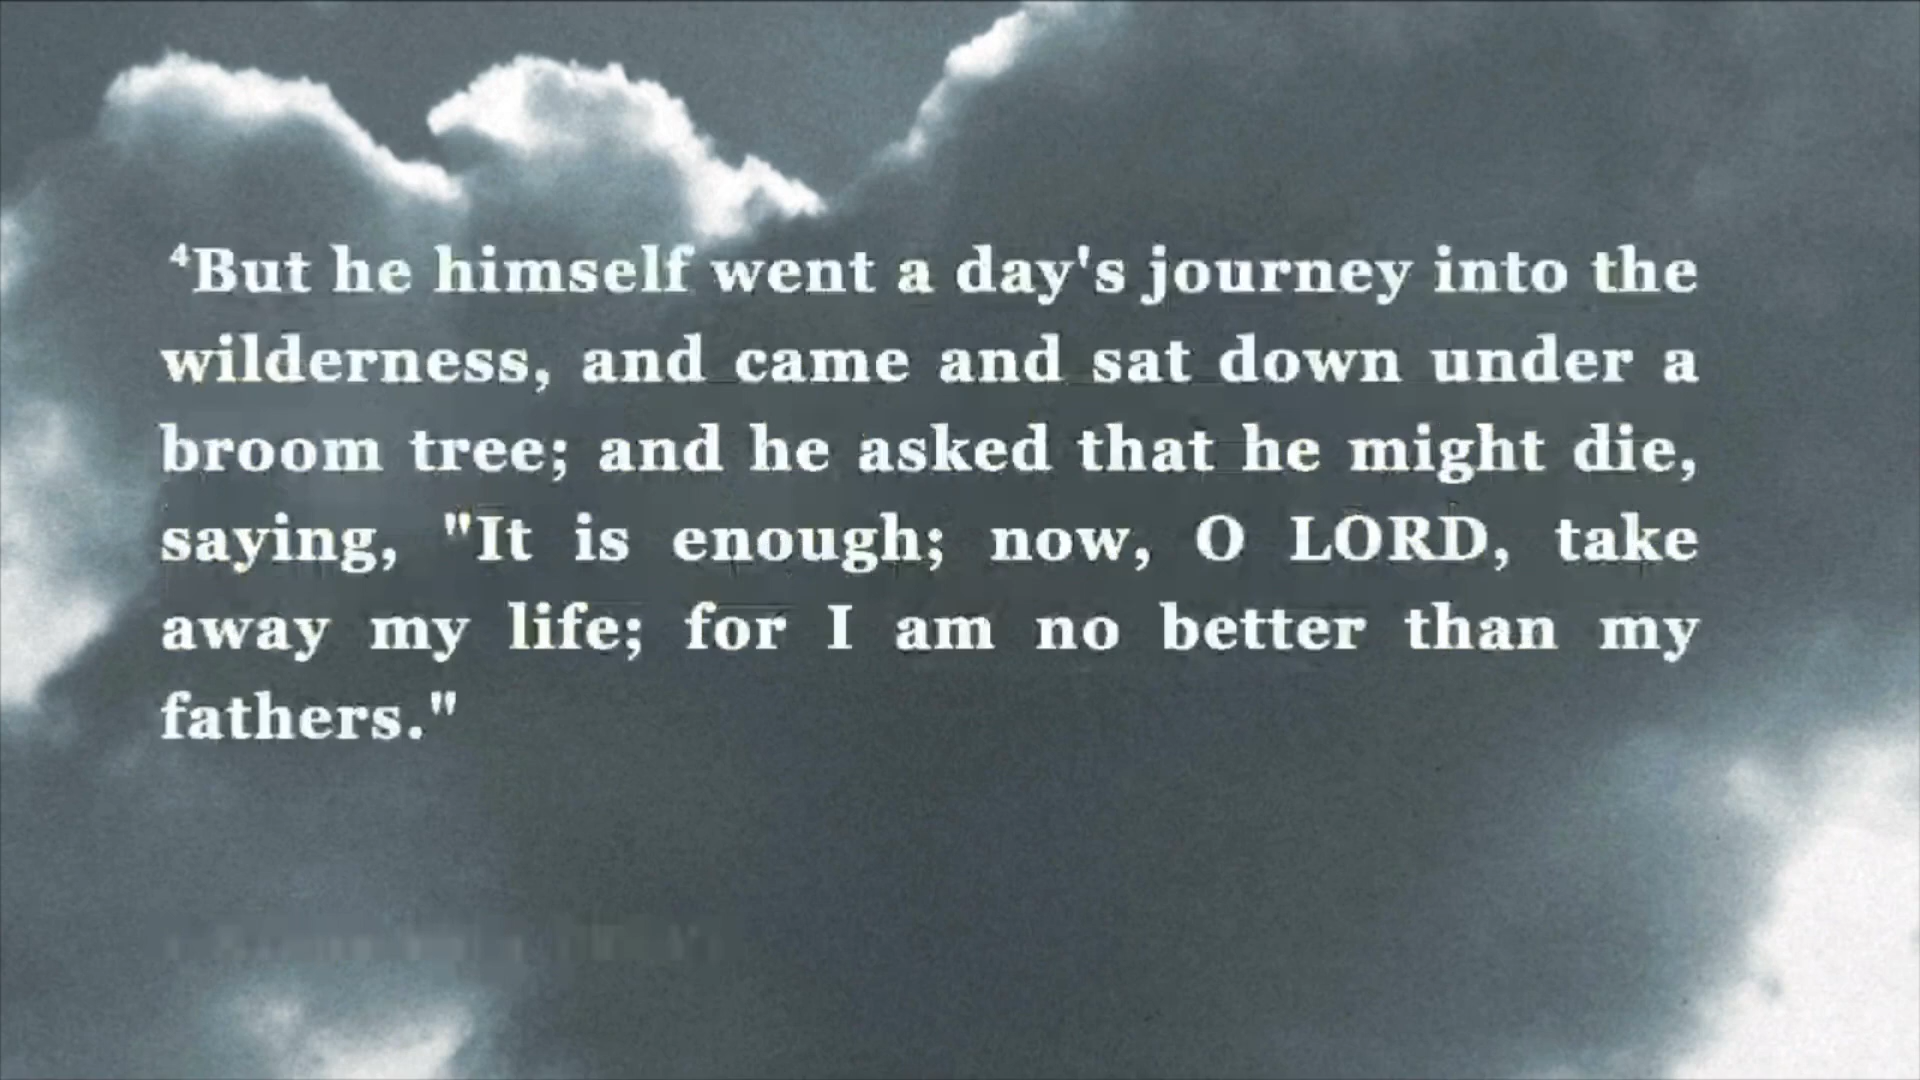 ⁴But he himself went a day's journey into the
wilderness, and came and sat down under a
broom tree; and he asked that he might die,
saying, "It is enough; now, O LORD, take
away my life; for I am no better than my
fathers."